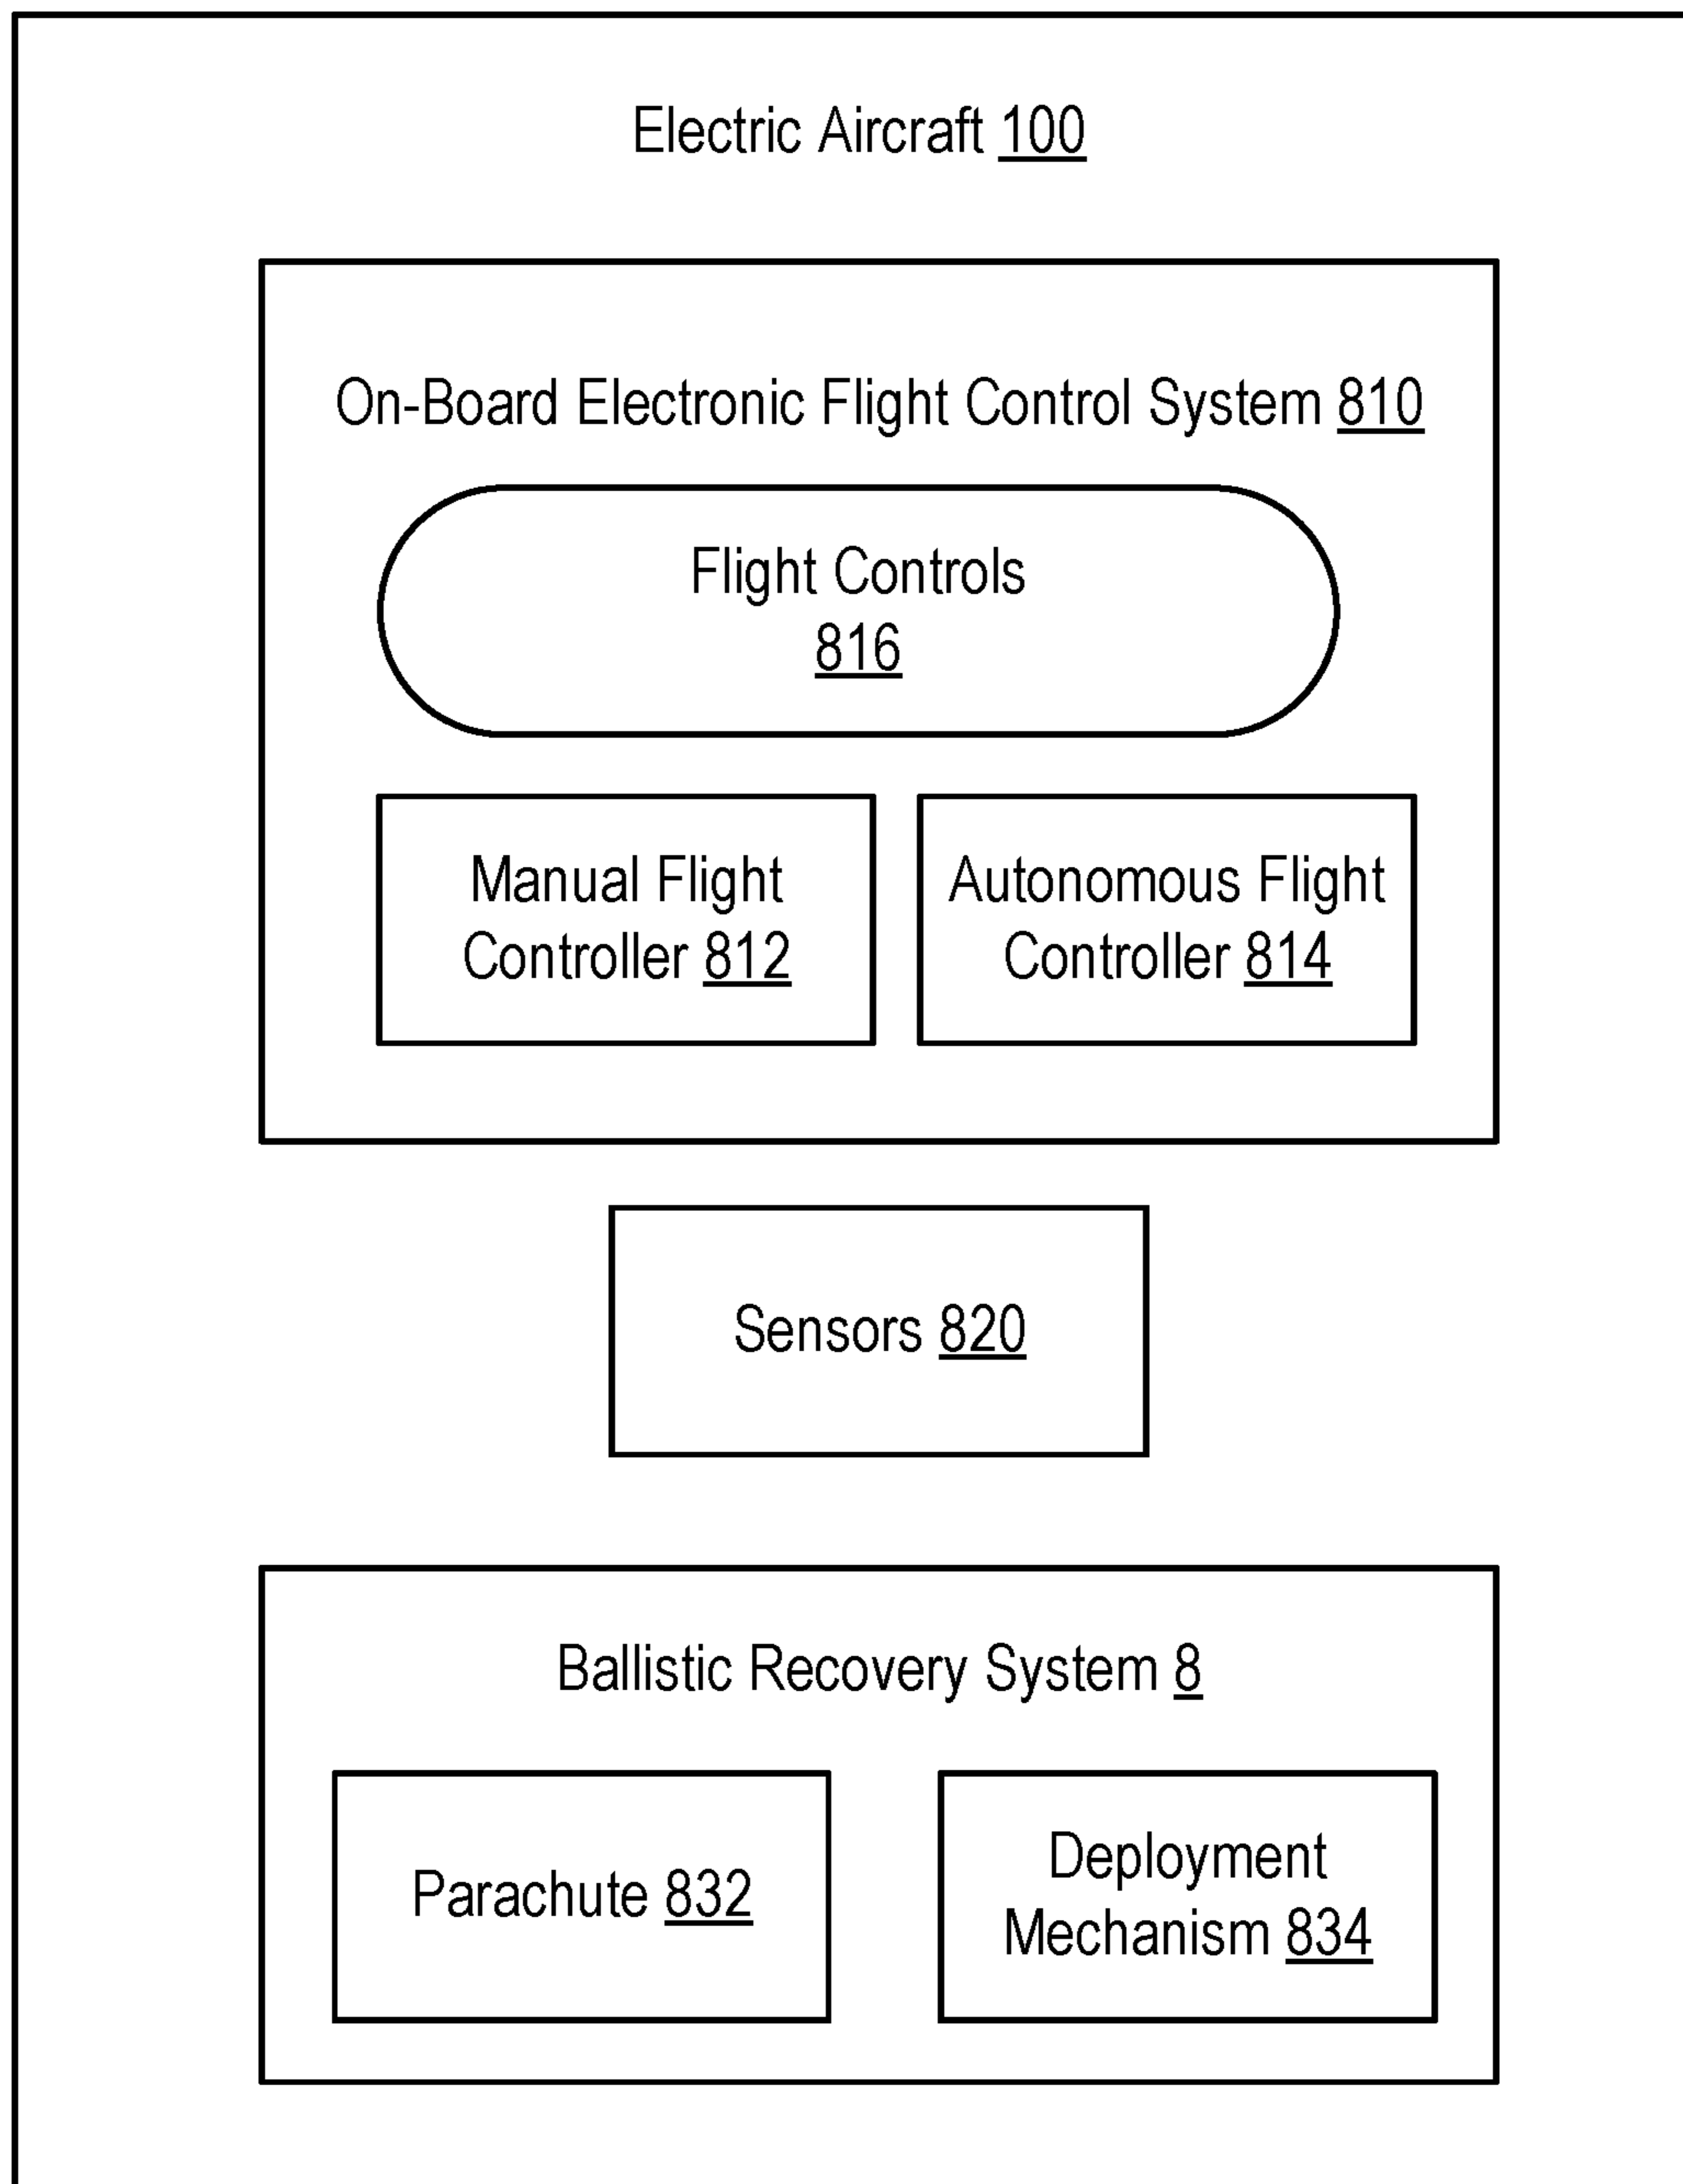 Electric Aircraft 100
On-Board Electronic Flight Control System 810
Flight Controls
816
Manual Flight
Controller 812
Autonomous Flight
Controller 814
Sensors 820
Ballistic Recovery System 8
Parachute 832
Deployment
Mechanism 834